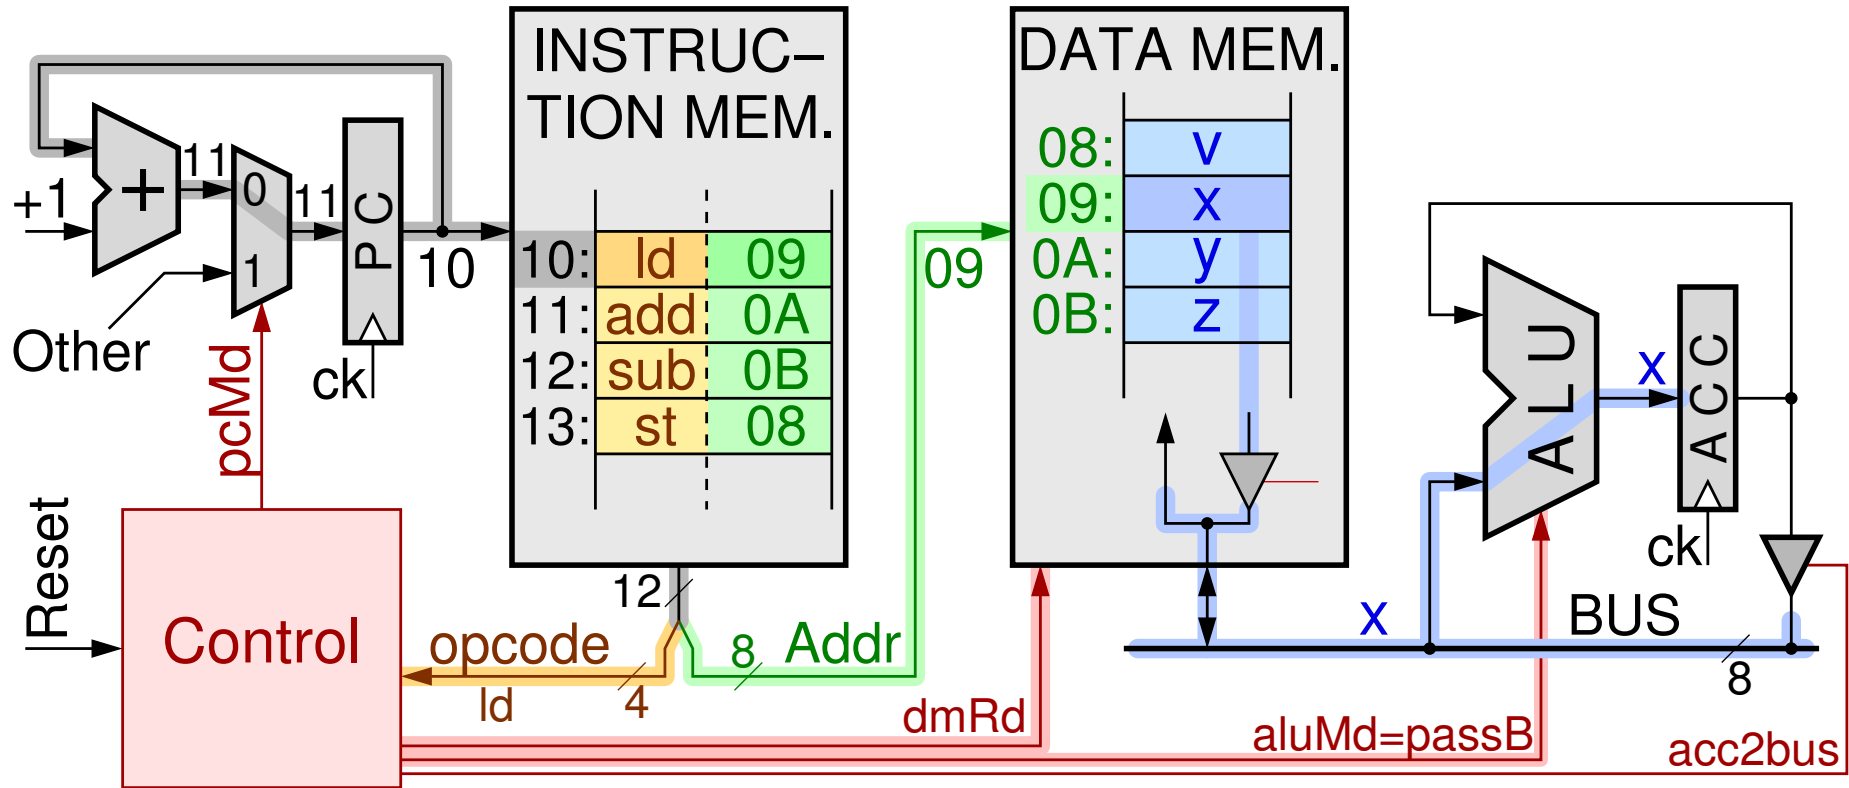 INSTRUC–
TION MEM.
DATA MEM.
+1
+
11
0
1
11
Other
PC
ck
10
pcMd
10: ld 09
11: add 0A
12: sub 0B
13: st 08
09
08: v
09: x
0A: y
0B: z
ALU
x
ACC
ck
Reset
Control
12
opcode
ld
4
8
Addr
x
BUS
8
dmRd
aluMd=passB
acc2bus